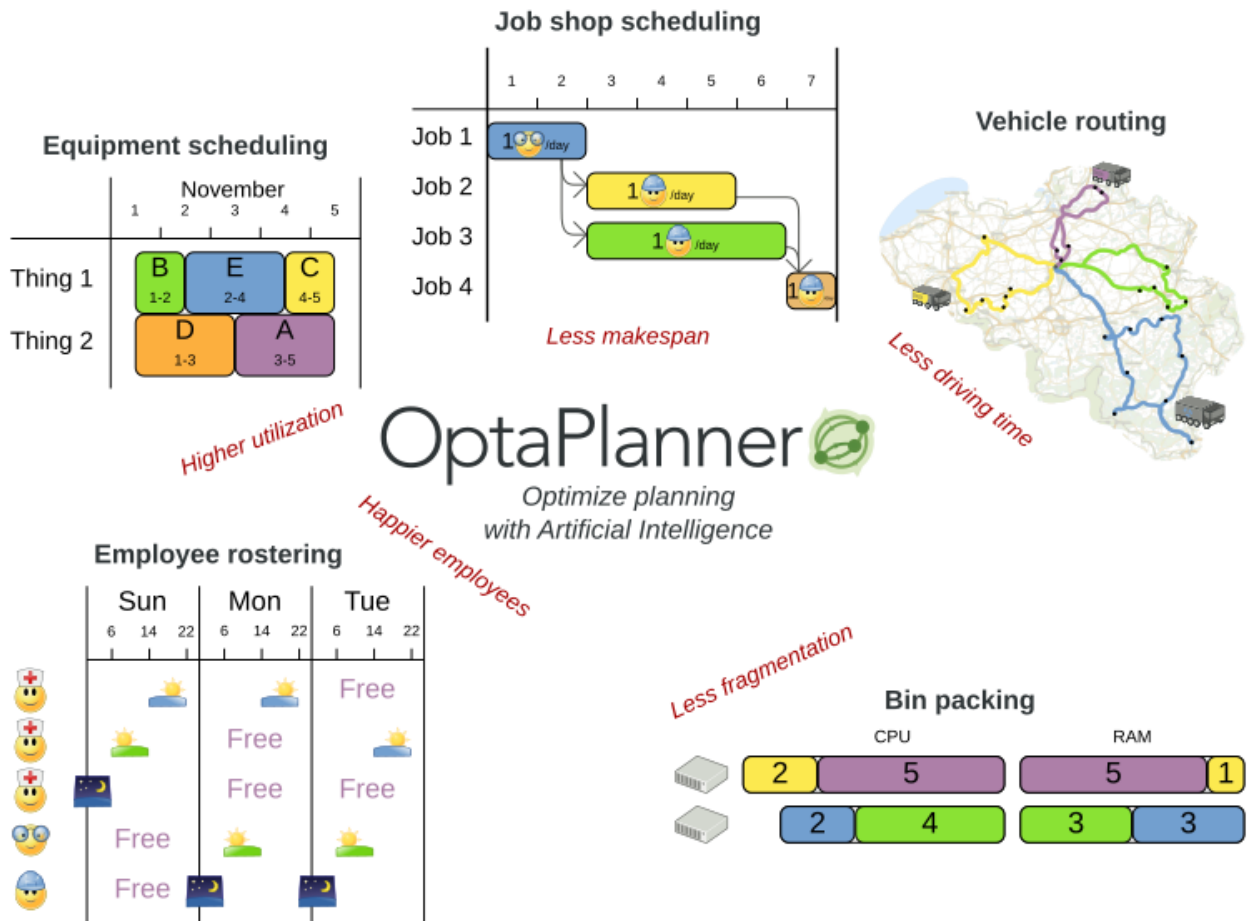 Job shop scheduling
1 2 3 4 5 6 7
Job 1
1 /day
Job 2
1 /day
Job 3
1 /day
Job 4
1
Less makespan
Equipment scheduling
November
1 2 3 4 5
Thing 1
B E C
1-2 2-4 4-5
Thing 2
D A
1-3 3-5
Higher utilization
Vehicle routing
Less driving time
OptaPlanner
Optimize planning
with Artificial Intelligence
Happier employees
Employee rostering
Sun Mon Tue
6 14 22 6 14 22 6 14 22
Free
Free
Free Free
Free
Free
Less fragmentation
Bin packing
CPU RAM
2 5 5 1
2 4 3 3